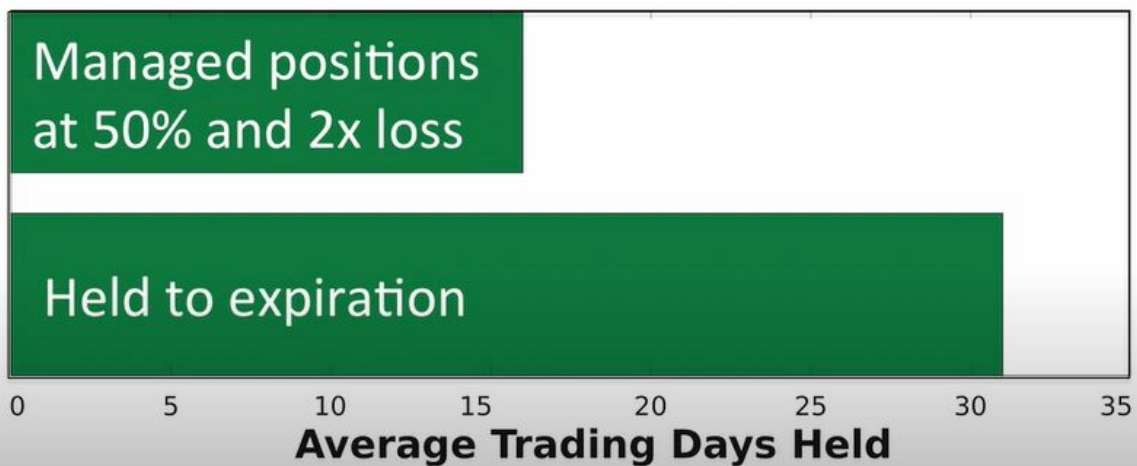 Managed positions
at 50% and 2x loss
Held to expiration
0 5 10 15 20 25 30 35
Average Trading Days Held